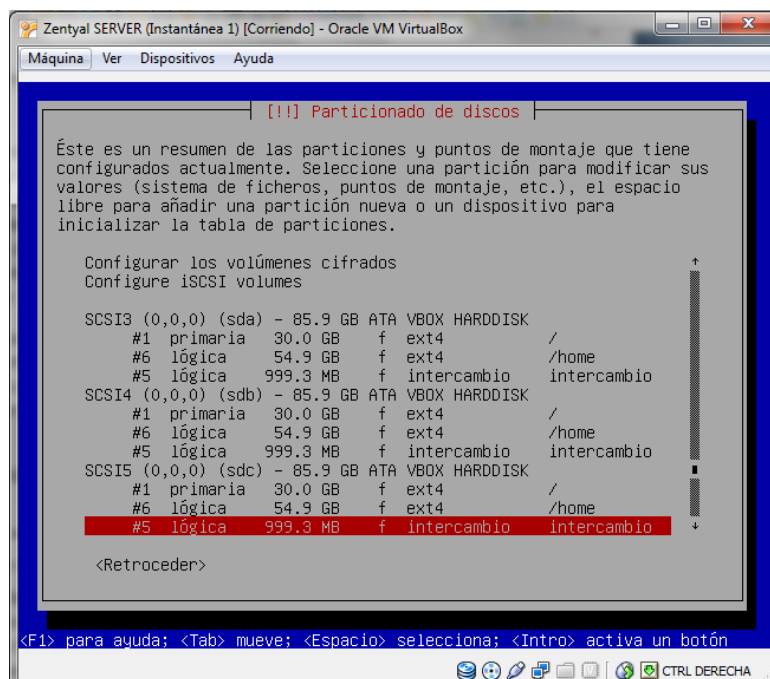 Zentyal SERVER (Instantánea 1) [Corriendo] - Oracle VM VirtualBox
Máquina Ver Dispositivos Ayuda
[!!] Particionado de discos
Éste es un resumen de las particiones y puntos de montaje que tiene
configurados actualmente. Seleccione una partición para modificar sus
valores (sistema de ficheros, puntos de montaje, etc.), el espacio
libre para añadir una partición nueva o un dispositivo para
inicializar la tabla de particiones.
Configurar los volúmenes cifrados
Configure iSCSI volumes
SCSI3 (0,0,0) (sda) - 85.9 GB ATA VBOX HARDDISK
#1 primaria 30.0 GB f ext4 /
#6 lógica 54.9 GB f ext4 /home
#5 lógica 999.3 MB f intercambio intercambio
SCSI4 (0,0,0) (sdb) - 85.9 GB ATA VBOX HARDDISK
#1 primaria 30.0 GB f ext4 /
#6 lógica 54.9 GB f ext4 /home
#5 lógica 999.3 MB f intercambio intercambio
SCSI5 (0,0,0) (sdc) - 85.9 GB ATA VBOX HARDDISK
#1 primaria 30.0 GB f ext4 /
#6 lógica 54.9 GB f ext4 /home
#5 lógica 999.3 MB f intercambio intercambio
<Retroceder>
<F1> para ayuda; <Tab> mueve; <Espacio> selecciona; <Intro> activa un botón
CTRL DERECHA